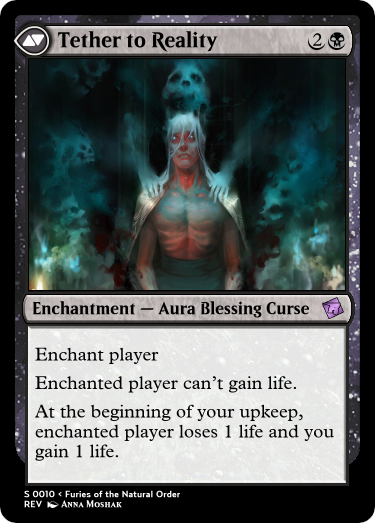 Tether to Reality 2
Enchantment — Aura Blessing Curse
Enchant player
Enchanted player can't gain life.
At the beginning of your upkeep,
enchanted player loses 1 life and you
gain 1 life.
S 0010 < Furies of the Natural Order
REV Anna Moshak